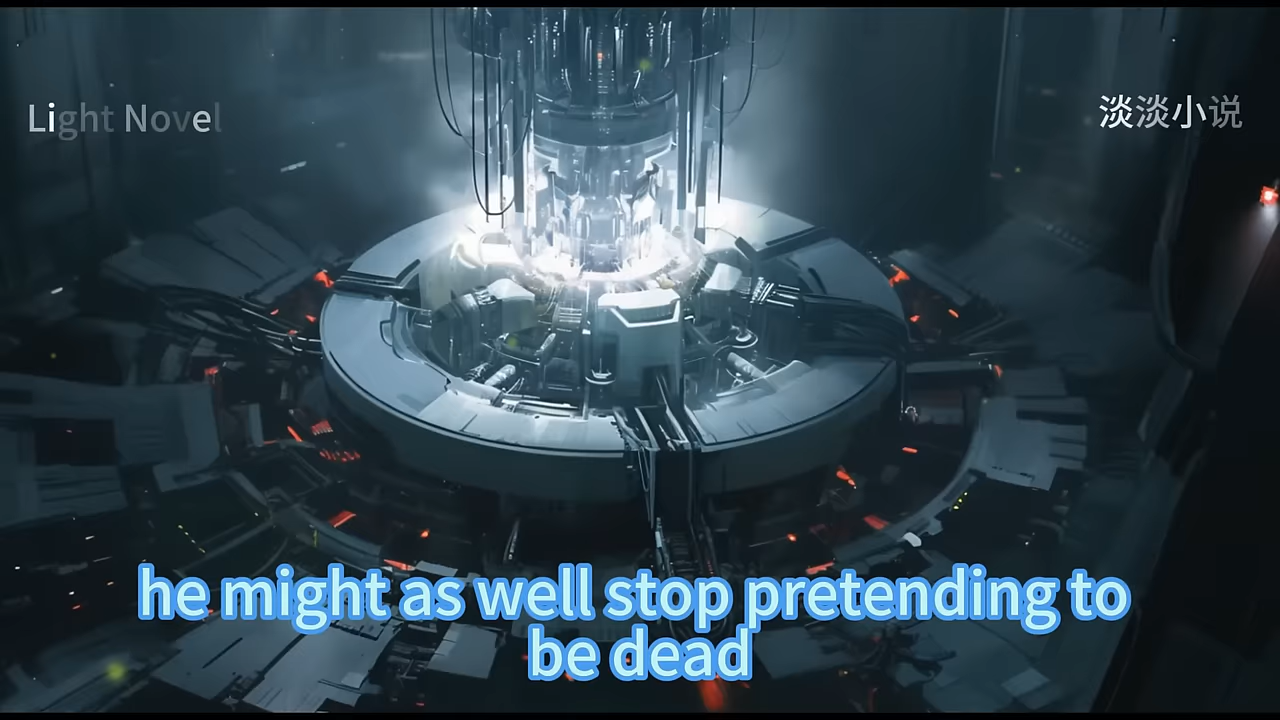 Light Novel
淡淡小说
he might as well stop pretending to
be dead